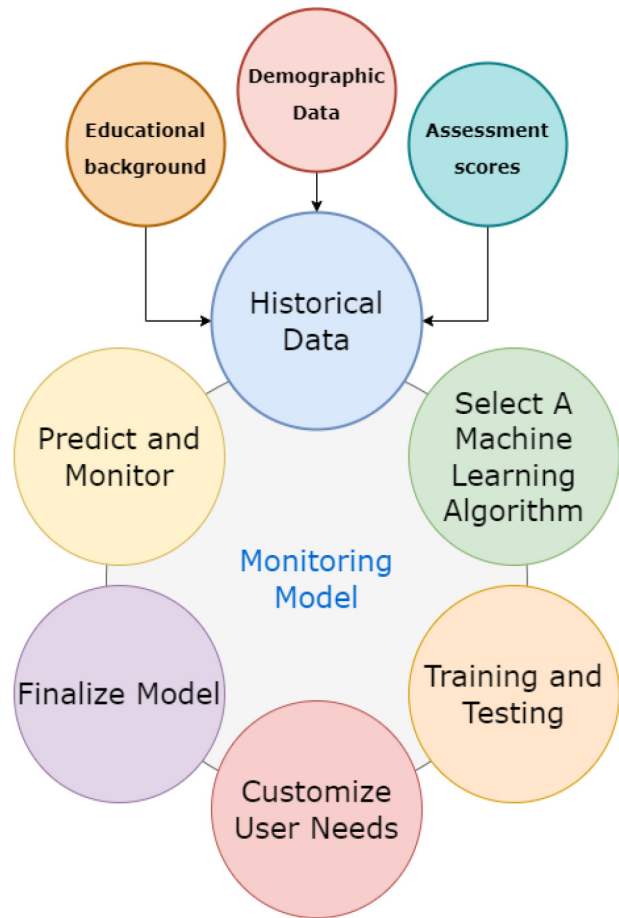 Demographic
Data
Educational
background
Assessment
scores
Historical
Data
Predict and
Monitor
Select A
Machine
Learning
Algorithm
Monitoring
Model
Finalize Model
Training and
Testing
Customize
User Needs